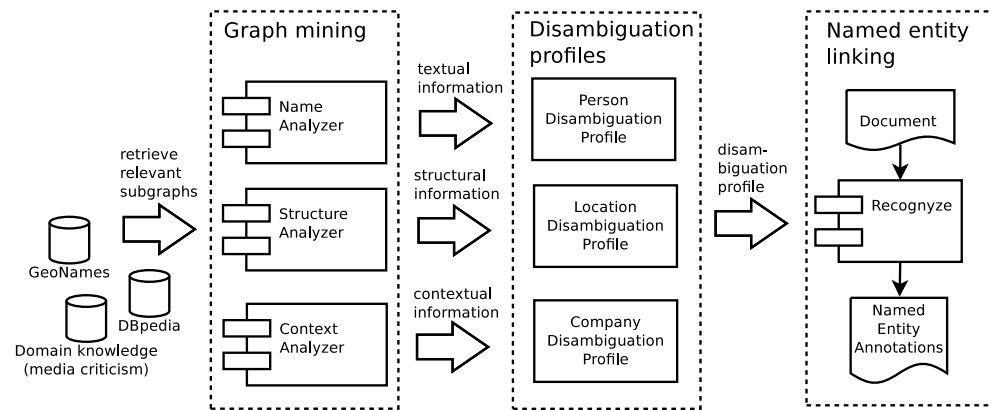 Graph mining
Disambiguation
profiles
Named entity
linking
retrieve
relevant
subgraphs
GeoNames
DBpedia
Domain knowledge
(media criticism)
Name
Analyzer
Structure
Analyzer
Context
Analyzer
textual
information
structural
information
contextual
information
Person
Disambiguation
Profile
Location
Disambiguation
Profile
Company
Disambiguation
Profile
disam-
biguation
profile
Document
Recognyze
Named
Entity
Annotations